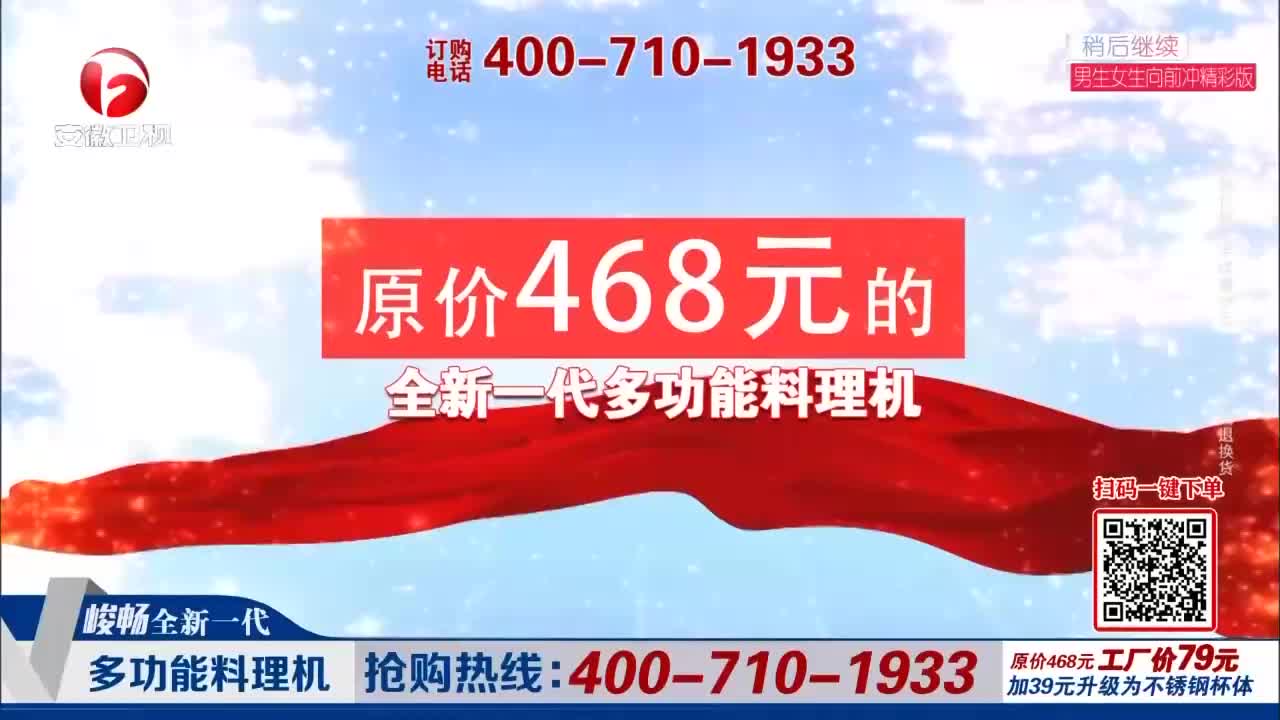 安徽卫视
订购电话 400-710-1933
稍后继续
男生女生向前冲精彩版
原价468元的
全新一代多功能料理机
退换货
扫码一键下单
峻畅全新一代
多功能料理机
抢购热线:400-710-1933
原价468元 工厂价79元
加39元升级为不锈钢杯体